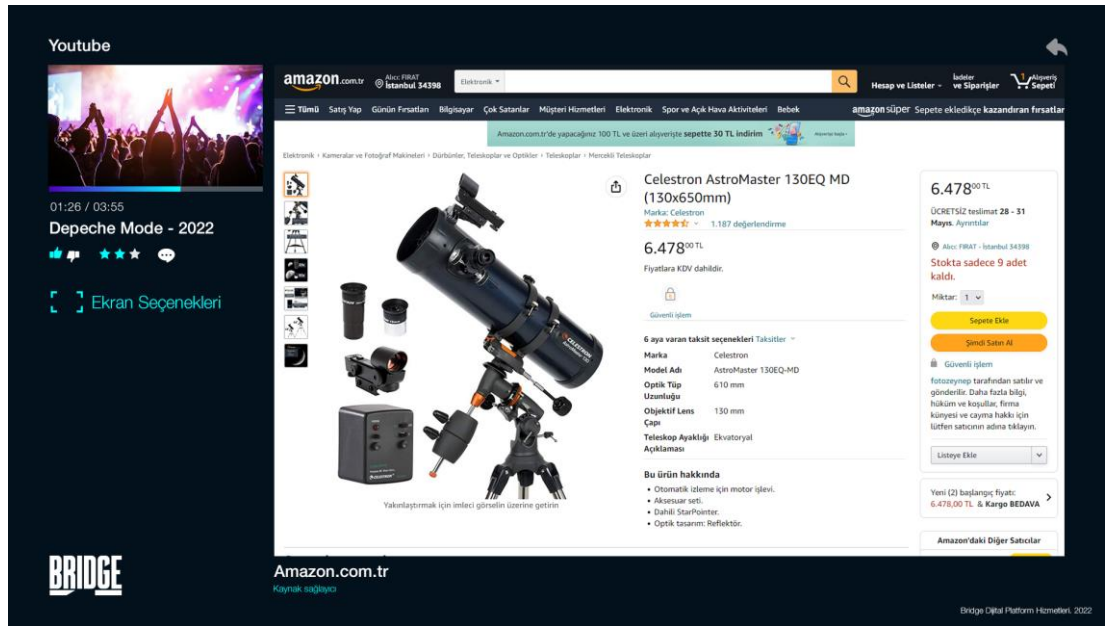 Youtube
01:26 / 03:55
Depeche Mode - 2022
Ekran Seçenekleri
BRIDGE
amazon.com.tr
Alıcı: FIRAT
İstanbul 34398
Elektronik
Hesap ve Listeler
İadeler
ve Siparişler
1
Alışveriş
Sepeti
Tümü Satış Yap Günün Fırsatları Bilgisayar Çok Satanlar Müşteri Hizmetleri Elektronik Spor ve Açık Hava Aktiviteleri Bebek
amazon süper Sepete ekledikçe kazandıran fırsatlar
Amazon.com.tr'de yapacağınız 100 TL ve üzeri alışverişte sepette 30 TL indirim
Elektronik › Kameralar ve Fotoğraf Makineleri › Dürbünler, Teleskoplar ve Optikler › Teleskoplar › Mercekli Teleskoplar
CELESTRON
AstroMaster 130
Yakınlaştırmak için imleci görselin üzerine getirin
Celestron AstroMaster 130EQ MD
(130x650mm)
Marka: Celestron
1.187 değerlendirme
6.478⁰⁰ TL
Fiyatlara KDV dahildir.
Güvenli işlem
6 aya varan taksit seçenekleri Taksitler
Marka Celestron
Model Adı AstroMaster 130EQ-MD
Optik Tüp 610 mm
Uzunluğu
Objektif Lens 130 mm
Çapı
Teleskop Ayaklığı Ekvatoryal
Açıklaması
Bu ürün hakkında
• Otomatik izleme için motor işlevi.
• Aksesuar seti.
• Dahili StarPointer.
• Optik tasarım: Reflektör.
6.478⁰⁰ TL
ÜCRETSİZ teslimat 28 - 31
Mayıs. Ayrıntılar
Alıcı: FIRAT - İstanbul 34398
Stokta sadece 9 adet
kaldı.
Miktar: 1
Sepete Ekle
Şimdi Satın Al
Güvenli işlem
fotozeynep tarafından satılır ve
gönderilir. Daha fazla bilgi,
hüküm ve koşullar, firma
künyesi ve cayma hakkı için
lütfen satıcının adına tıklayın.
Listeye Ekle
Yeni (2) başlangıç fiyatı:
6.478,00 TL & Kargo BEDAVA
Amazon'daki Diğer Satıcılar
Amazon.com.tr
Kaynak sağlayıcı
Bridge Dijital Platform Hizmetleri. 2022